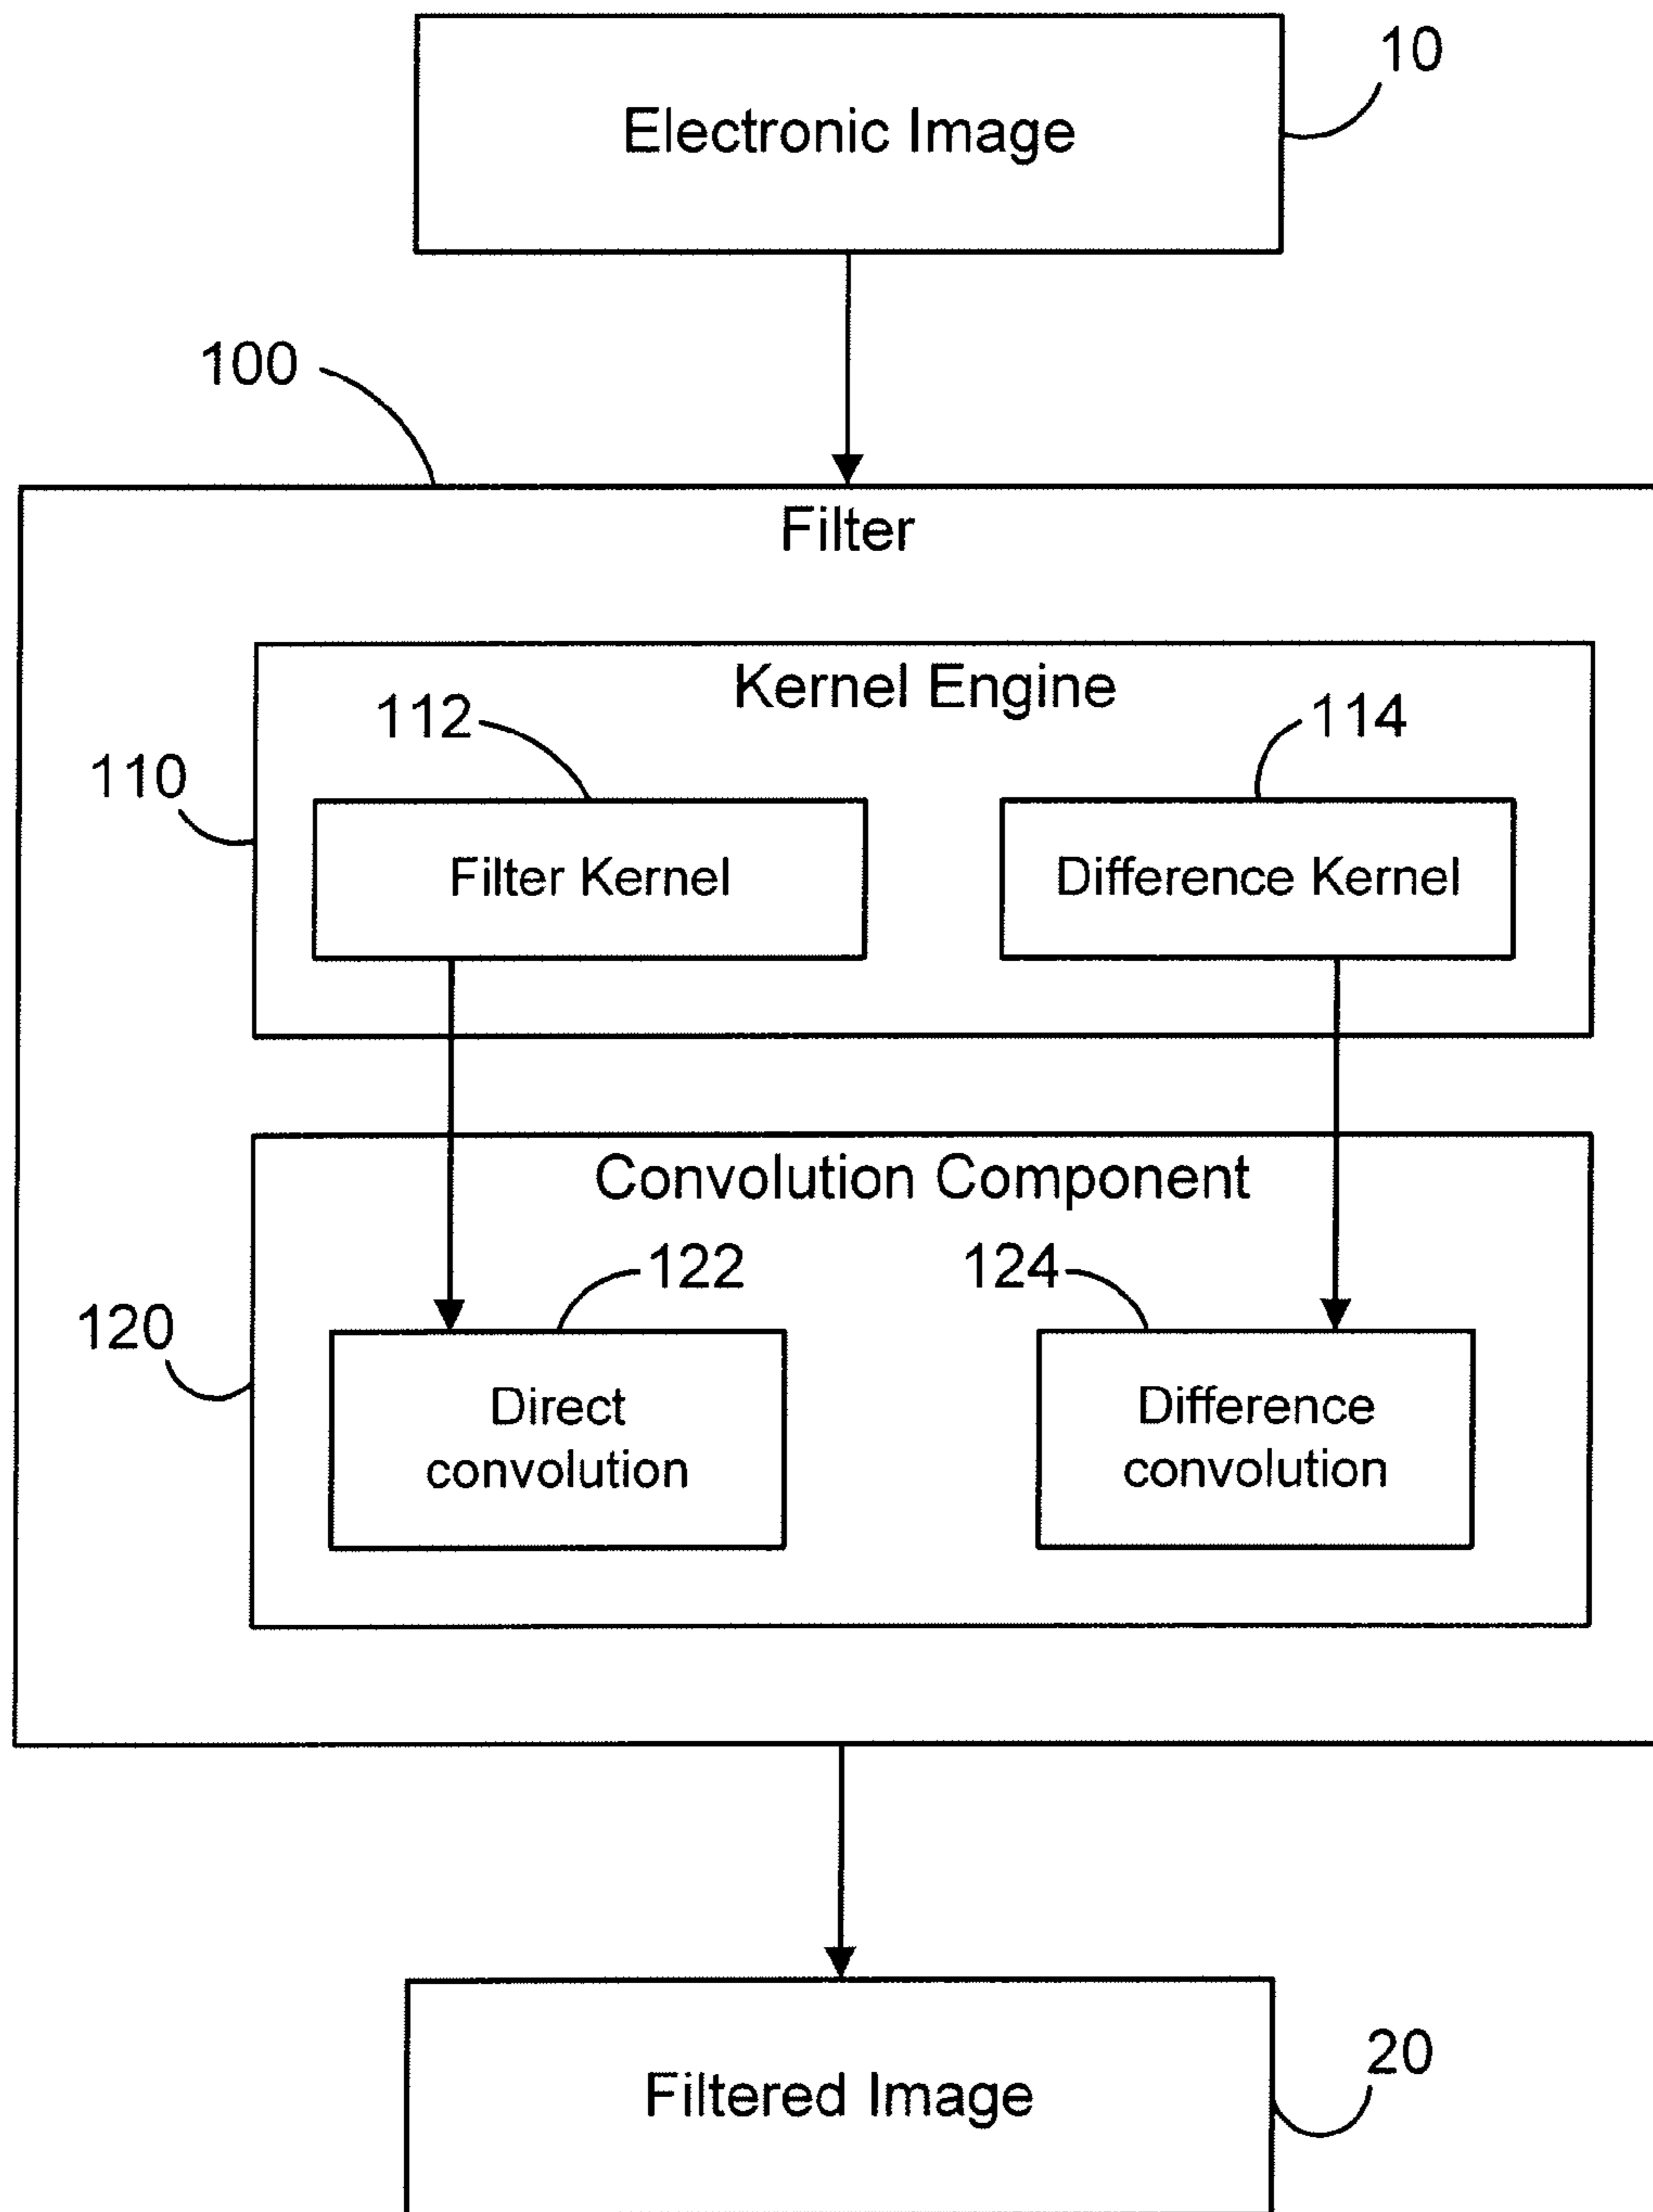 10
Electronic Image
100
Filter
Kernel Engine
112
114
110
Filter Kernel
Difference Kernel
Convolution Component
122
124
120
Direct
convolution
Difference
convolution
20
Filtered Image